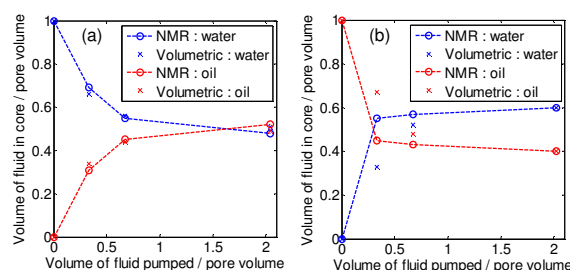 (a)
NMR : water
Volumetric : water
NMR : oil
Volumetric : oil
1
0.8
0.6
0.4
0.2
0
0
0.5
1
1.5
2
Volume of fluid in core / pore volume
Volume of fluid pumped / pore volume
(b)
NMR : water
Volumetric : water
NMR : oil
Volumetric : oil
1
0.8
0.6
0.4
0.2
0
0
0.5
1
1.5
2
Volume of fluid in core / pore volume
Volume of fluid pumped / pore volume